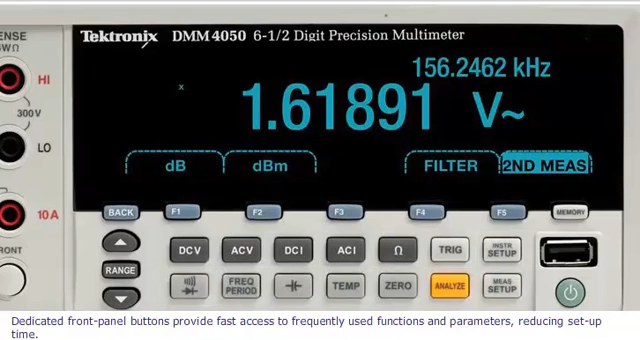 Tektronix DMM4050 6-1/2 Digit Precision Multimeter
156.2462 kHz
x
1.61891 V~
dB dBm FILTER 2ND MEAS
BACK F1 F2 F3 F4 F5 MEMORY
DCV ACV DCI ACI Ω TRIG INSTR SETUP
RANGE
FREQ PERIOD TEMP ZERO ANALYZE MEAS SETUP
HI
300V
LO
10A
Dedicated front-panel buttons provide fast access to frequently used functions and parameters, reducing set-up
time.